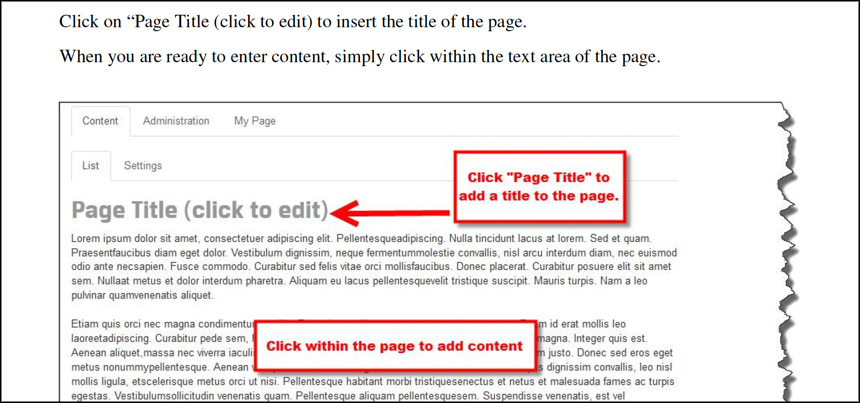 Click on “Page Title (click to edit) to insert the title of the page.
When you are ready to enter content, simply click within the text area of the page.
Content Administration My Page
List Settings
Click "Page Title" to
add a title to the page.
Page Title (click to edit)
Lorem ipsum dolor sit amet, consectetuer adipiscing elit. Pellentesqueadipiscing. Nulla tincidunt lacus at lorem. Sed et quam.
Praesentfaucibus diam eget dolor. Vestibulum dignissim, neque fermentummolestie convallis, nisl arcu interdum diam, nec euismod
odio ante necsapien. Fusce commodo. Curabitur sed felis vitae orci mollisfaucibus. Donec placerat. Curabitur posuere elit sit amet
sem. Nullaat metus et dolor interdum pharetra. Aliquam eu lacus pellentesquevelit tristique suscipit. Mauris turpis. Nam a leo
pulvinar quamvenenatis aliquet.
Etiam quis orci nec magna id erat mollis leo
laoreetadipiscing. Curabitur pede sem, magna. Integer quis est.
Aenean aliquet,massa nec viverra justo. Donec sed eros eget
Click within the page to add content
metus nonummypellentesque. Aenean dignissim convallis, leo nisl
mollis ligula, etscelerisque metus orci ut nisi. Pellentesque habitant morbi tristiquesenectus et netus et malesuada fames ac turpis
egestas. Vestibulumsollicitudin venenatis quam. Pellentesque aliquam pellentesquesem. Suspendisse venenatis, est vel